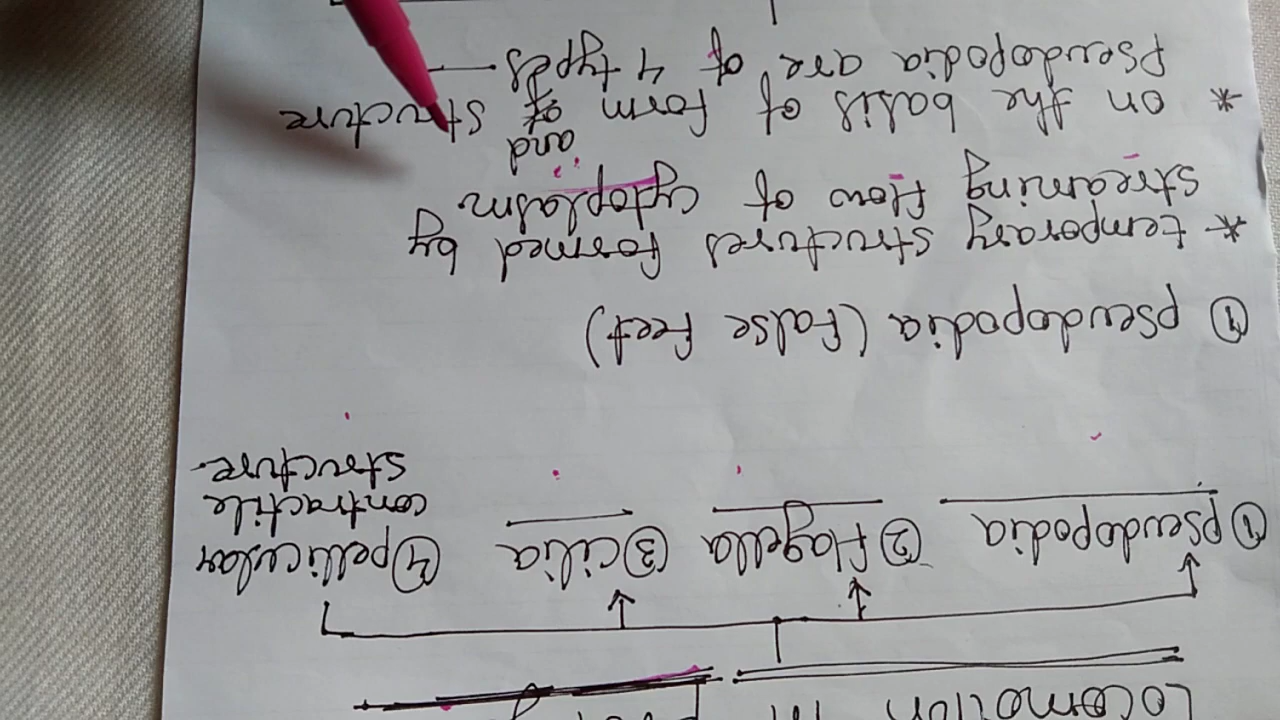 Locomotion in
① pseudopodia ② Flagella ③ cilia ④ pellicular
contractile
structure.
① pseudopodia (False Feet)
* temporary structures formed by
streaming flow of cytoplasm.
* on the basis of form and structure
pseudopodia are of 4 types —